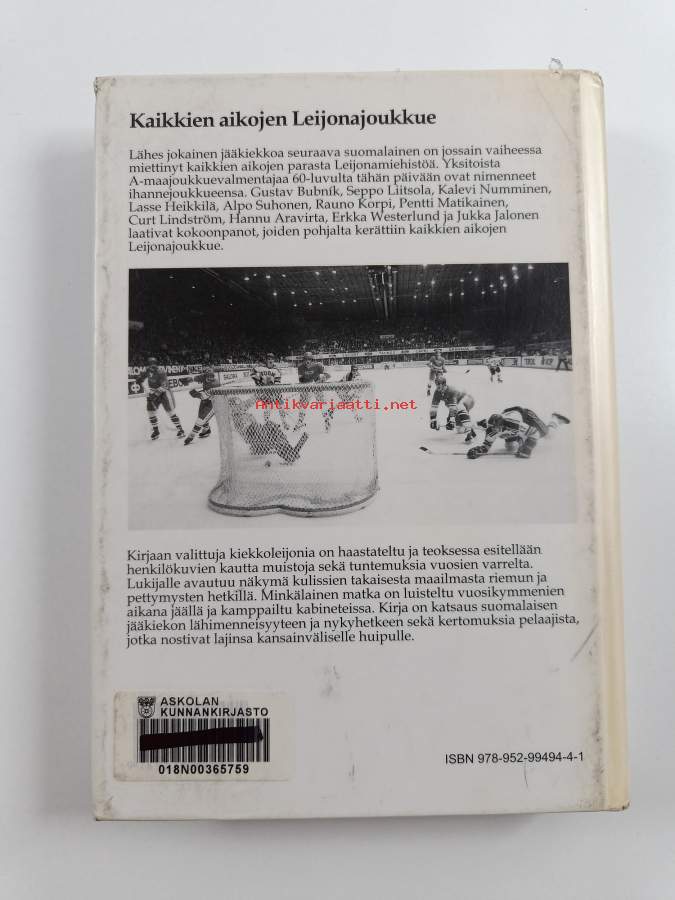 Kaikkien aikojen Leijonajoukkue
Lähes jokainen jääkiekkoa seuraava suomalainen on jossain vaiheessa
miettinyt kaikkien aikojen parasta Leijonamiehistöä. Yksitoista
A-maajoukkuevalmentajaa 60-luvulta tähän päivään ovat nimenneet
ihannejoukkueensa. Gustav Bubník, Seppo Liitsola, Kalevi Numminen,
Lasse Heikkilä, Alpo Suhonen, Rauno Korpi, Pentti Matikainen,
Curt Lindström, Hannu Aravirta, Erkka Westerlund ja Jukka Jalonen
laativat kokoonpanot, joiden pohjalta kerättiin kaikkien aikojen
Leijonajoukkue.
Antikvariaatti.net
Kirjaan valittuja kiekkoleijonia on haastateltu ja teoksessa esitellään
henkilökuvien kautta muistoja sekä tuntemuksia vuosien varrelta.
Lukijalle avautuu näkymä kulissien takaisesta maailmasta riemun ja
pettymysten hetkillä. Minkälainen matka on luisteltu vuosikymmenien
aikana jäällä ja kamppailtu kabineteissa. Kirja on katsaus suomalaisen
jääkiekon lähimenneisyyteen ja nykyhetkeen sekä kertomuksia pelaajista,
jotka nostivat lajinsa kansainväliselle huipulle.
ASKOLAN
KUNNANKIRJASTO
018N00365759
ISBN 978-952-99494-4-1